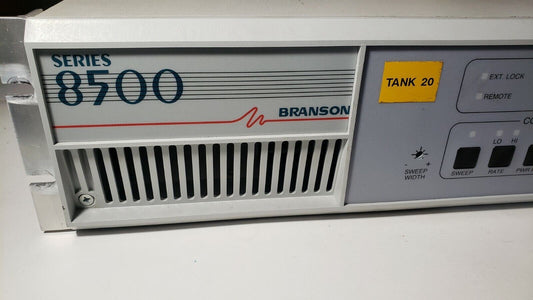 SERIES
8500
BRANSON
TANK 20
EXT LOCK
REMOTE
LO HI
+
SWEEP
WIDTH
SWEEP
RATE